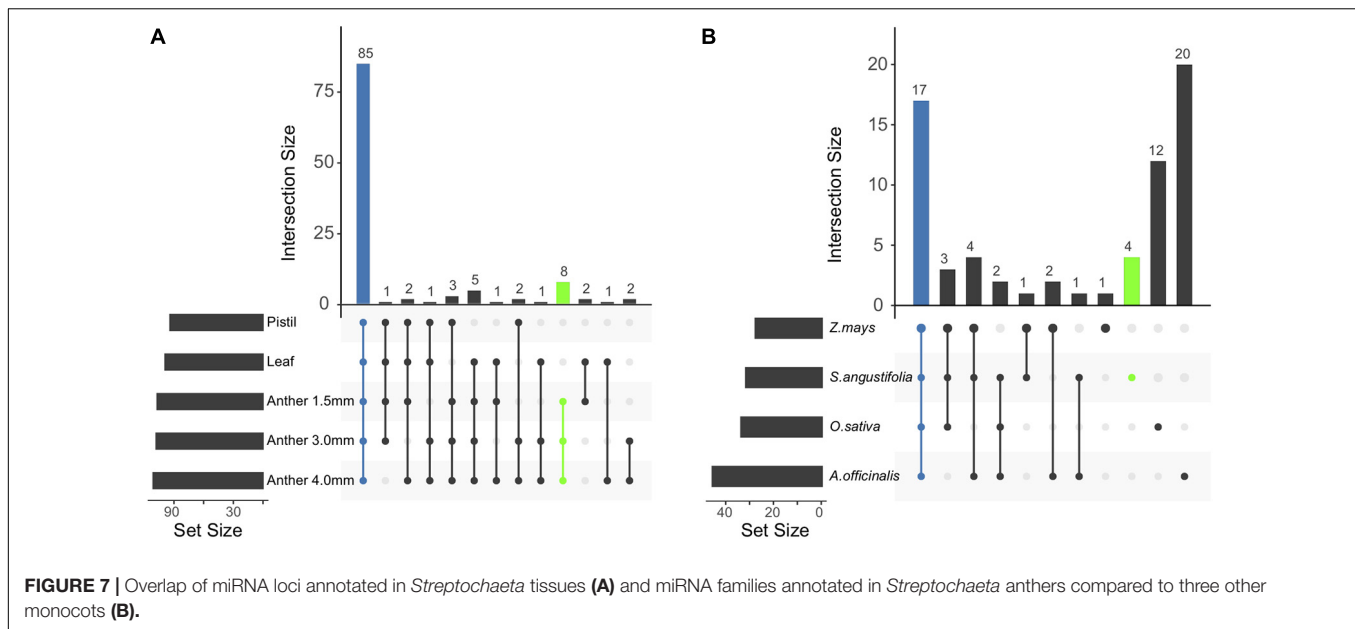 A
Intersection Size
75
50
25
0
85
1
2
1
3
5
1
2
1
8
2
1
2
Pistil
Leaf
Anther 1.5mm
Anther 3.0mm
Anther 4.0mm
90 30
Set Size
B
Intersection Size
20
15
10
5
0
17
3
4
2
1
2
1
1
4
12
20
Z.mays
S.angustifolia
O.sativa
A.officinalis
40 20 0
Set Size
FIGURE 7 | Overlap of miRNA loci annotated in Streptochaeta tissues (A) and miRNA families annotated in Streptochaeta anthers compared to three other
monocots (B).